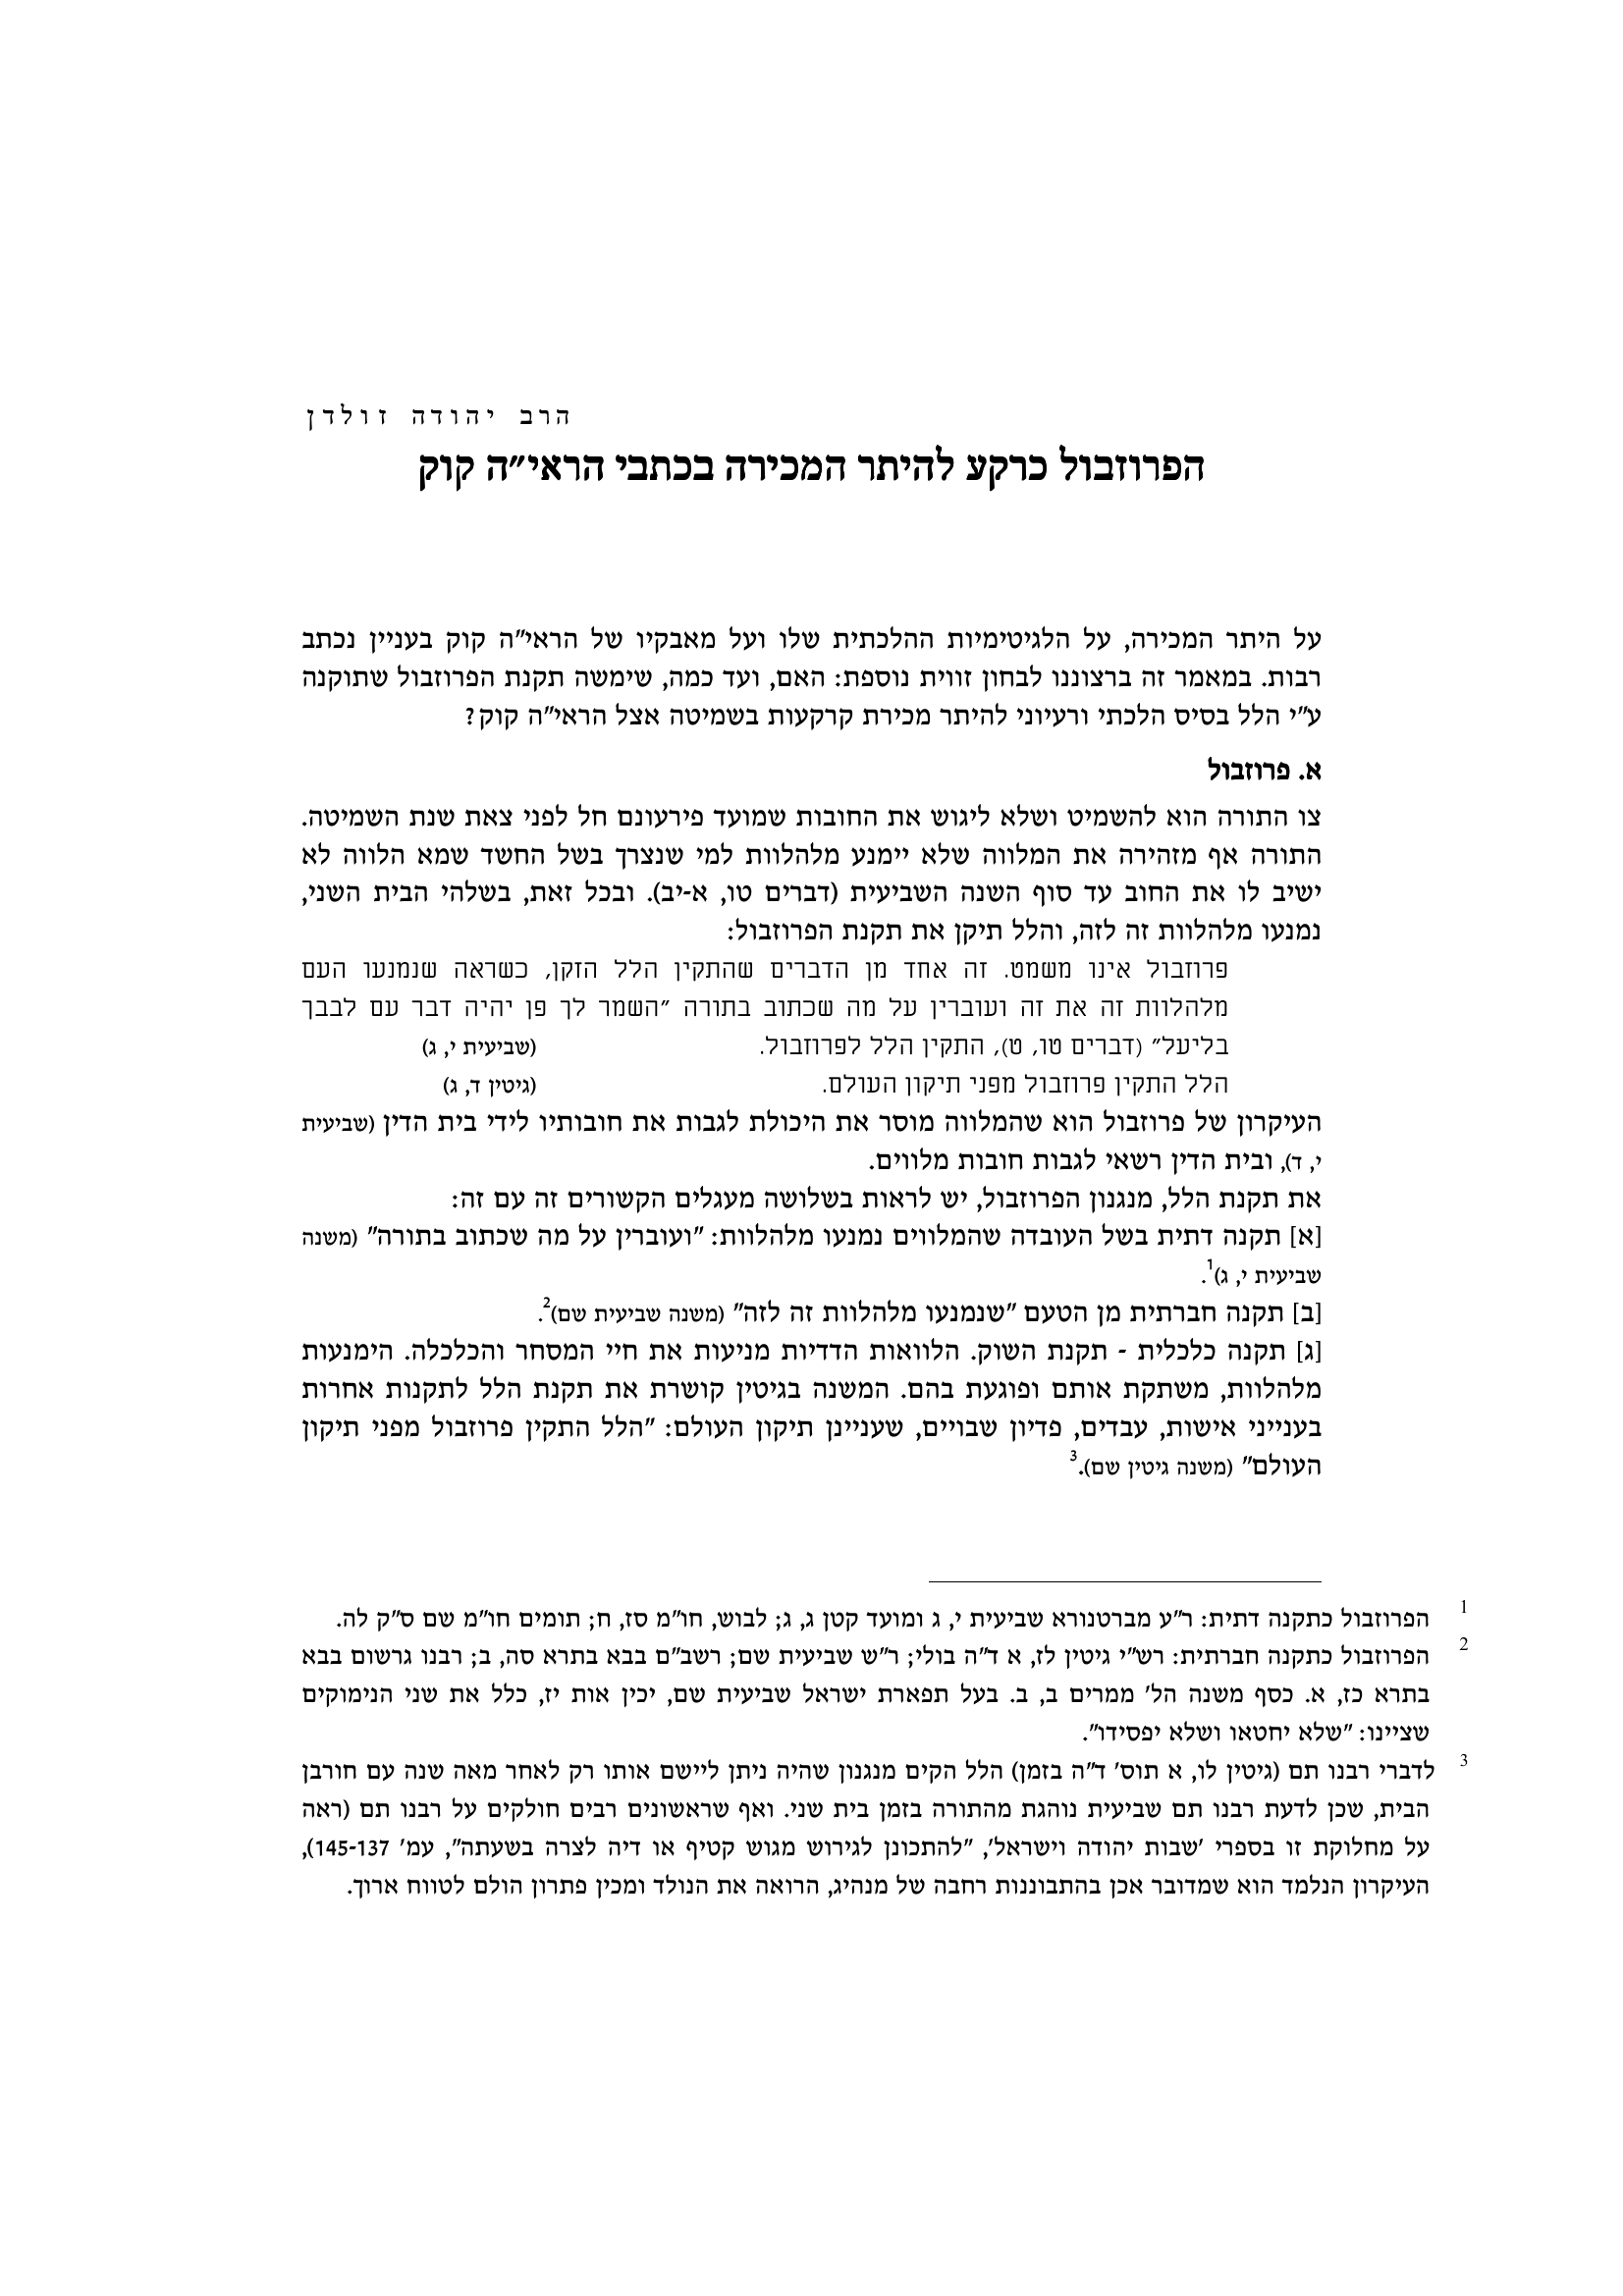 הרב יהודה זולדן
הפרוזבול כרקע להיתר המכירה בכתבי הראי״ה קוק
על היתר המכירה, על הלגיטימיות ההלכתית שלו ועל מאבקיו של הראי״ה קוק בעניין נכתב
רבות. במאמר זה ברצוננו לבחון זווית נוספת: האם, ועד כמה, שימשה תקנת הפרוזבול שתוקנה
ע״י הלל בסיס הלכתי ורעיוני להיתר מכירת קרקעות בשמיטה אצל הראי״ה קוק?
א. פרוזבול
צו התורה הוא להשמיט ושלא ליגוש את החובות שמועד פירעונם חל לפני צאת שנת השמיטה.
התורה אף מזהירה את המלווה שלא יימנע מלהלוות למי שנצרך בשל החשד שמא הלווה לא
ישיב לו את החוב עד סוף השנה השביעית (דברים טו, א-יב). ובכל זאת, בשלהי הבית השני,
נמנעו מלהלוות זה לזה, והלל תיקן את תקנת הפרוזבול:
פרוזבול אינו משמט. זה אחד מן הדברים שהתקין הלל הזקן, כשראה שנמנעו העם
מלהלוות זה את זה ועוברין על מה שכתוב בתורה ״השמר לך פן יהיה דבר עם לבבך
בליעל״ (דברים טו, ט), התקין הלל לפרוזבול. (שביעית י, ג)
הלל התקין פרוזבול מפני תיקון העולם. (גיטין ד, ג)
העיקרון של פרוזבול הוא שהמלווה מוסר את היכולת לגבות את חובותיו לידי בית הדין (שביעית
י, ד), ובית הדין רשאי לגבות חובות מלווים.
את תקנת הלל, מנגנון הפרוזבול, יש לראות בשלושה מעגלים הקשורים זה עם זה:
[א] תקנה דתית בשל העובדה שהמלווים נמנעו מלהלוות: ״ועוברין על מה שכתוב בתורה״ (משנה
שביעית י, ג)1.
[ב] תקנה חברתית מן הטעם ״שנמנעו מלהלוות זה לזה״ (משנה שביעית שם)2.
[ג] תקנה כלכלית - תקנת השוק. הלוואות הדדיות מניעות את חיי המסחר והכלכלה. הימנעות
מלהלוות, משתקת אותם ופוגעת בהם. המשנה בגיטין קושרת את תקנת הלל לתקנות אחרות
בענייני אישות, עבדים, פדיון שבויים, שעניינן תיקון העולם: ״הלל התקין פרוזבול מפני תיקון
העולם״ (משנה גיטין שם).3
1 הפרוזבול כתקנה דתית: ר״ע מברטנורא שביעית י, ג ומועד קטן ג, ג; לבוש, חו״מ סז, ח; תומים חו״מ שם ס״ק לה.
2 הפרוזבול כתקנה חברתית: רש״י גיטין לז, א ד״ה בולי; ר״ש שביעית שם; רשב״ם בבא בתרא סה, ב; רבנו גרשום בבא
בתרא כז, א. כסף משנה הל׳ ממרים ב, ב. בעל תפארת ישראל שביעית שם, יכין אות יז, כלל את שני הנימוקים
שציינו: ״שלא יחטאו ושלא יפסידו״.
3 לדברי רבנו תם (גיטין לו, א תוס׳ ד״ה בזמן) הלל הקים מנגנון שהיה ניתן ליישם אותו רק לאחר מאה שנה עם חורבן
הבית, שכן לדעת רבנו תם שביעית נוהגת מהתורה בזמן בית שני. ואף שראשונים רבים חולקים על רבנו תם (ראה
על מחלוקת זו בספרי ׳שבות יהודה וישראל׳, ״להתכונן לגירוש מגוש קטיף או דיה לצרה בשעתה״, עמ׳ 145-137),
העיקרון הנלמד הוא שמדובר אכן בהתבוננות רחבה של מנהיג, הרואה את הנולד ומכין פתרון הולם לטווח ארוך.